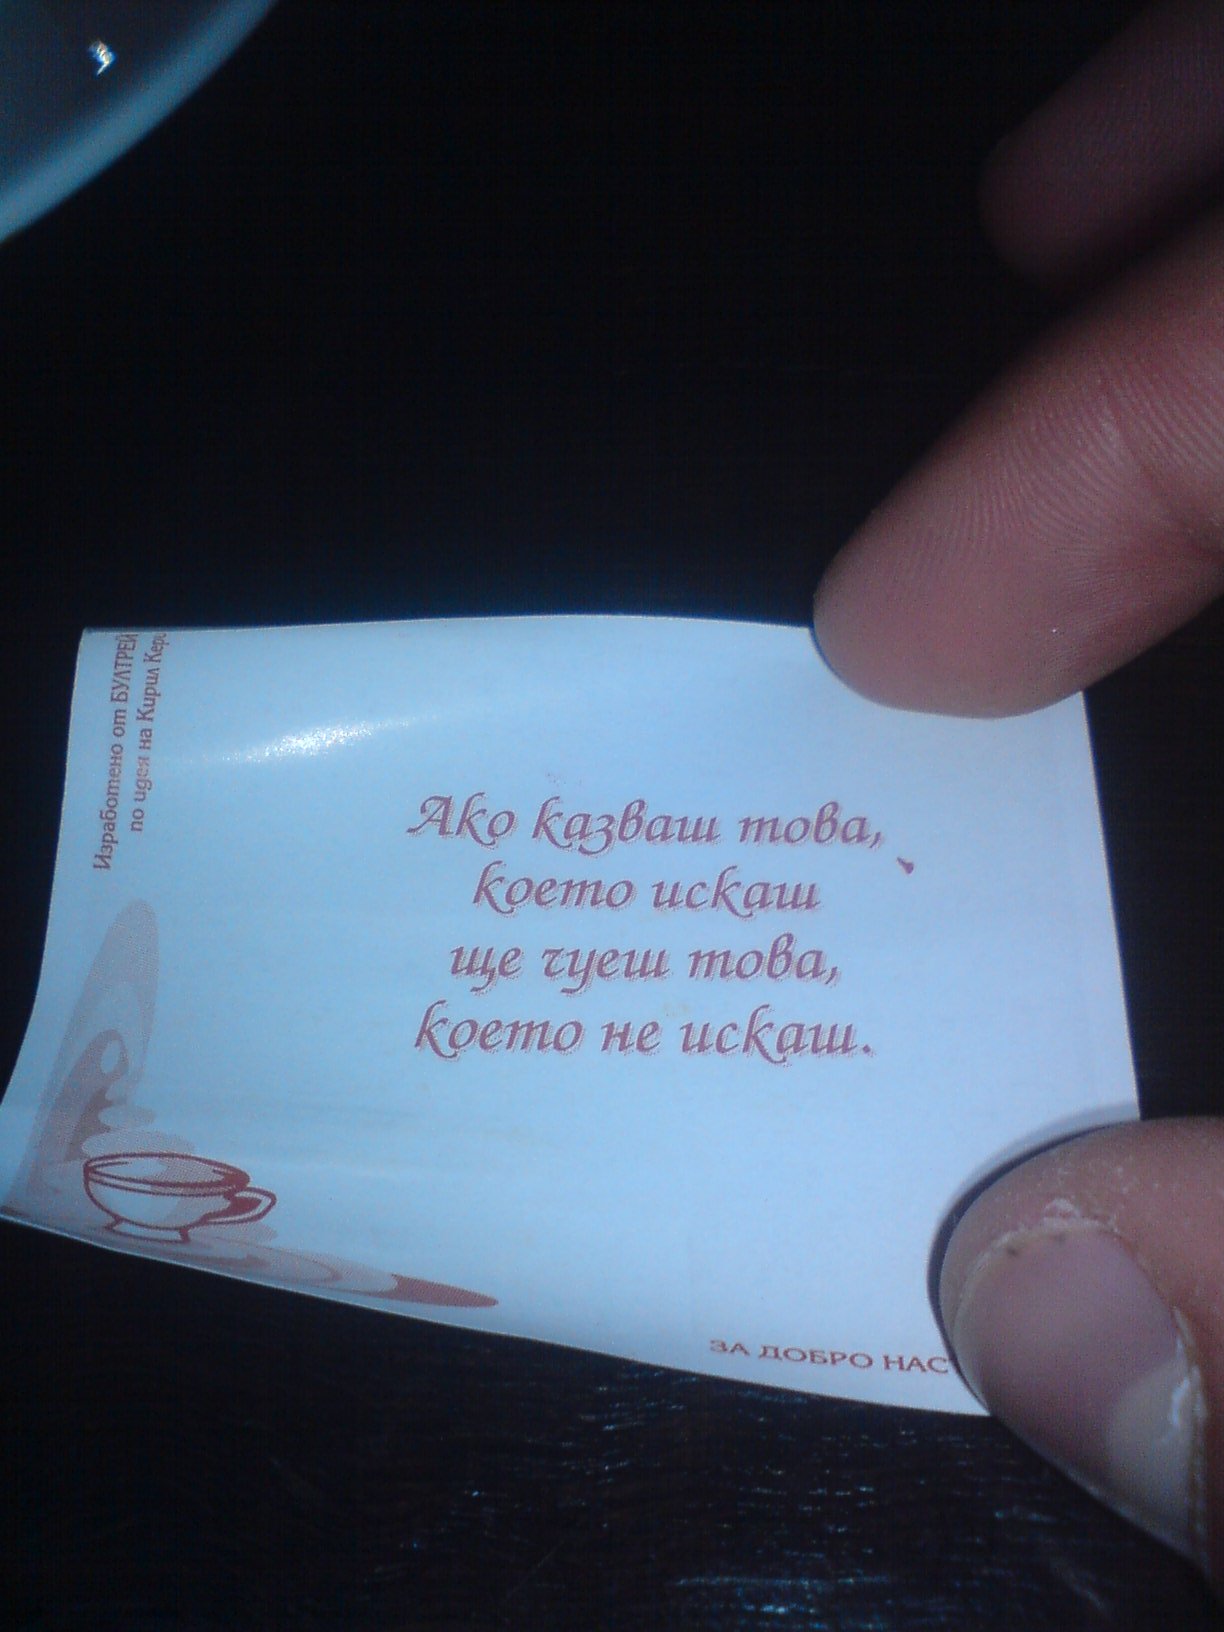 Изработено от БУЛТРЕЙ
по идея на Кирил
Ако казваш това,
което искаш
ще чуеш това,
което не искаш.
ЗА ДОБРО